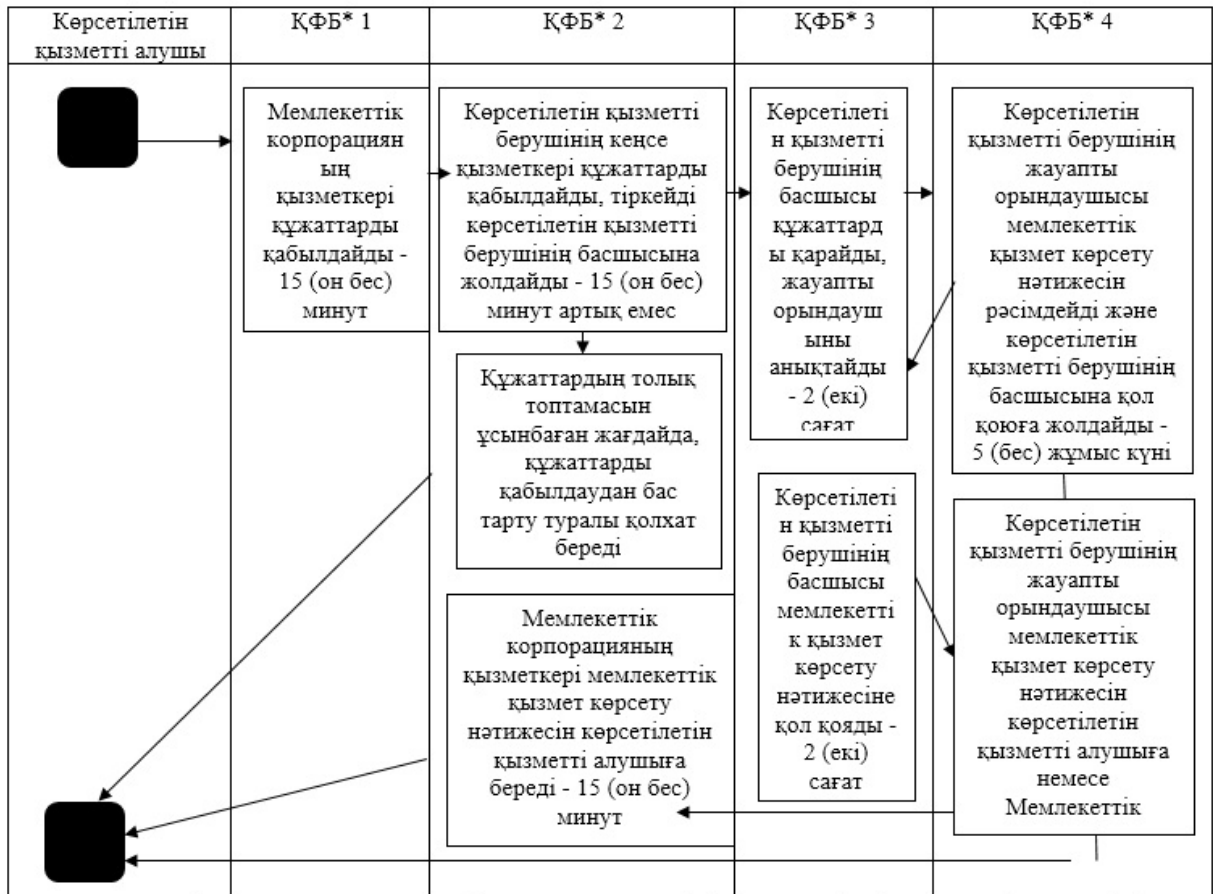 Көрсетілетін
қызметті алушы
ҚФБ* 1
ҚФБ* 2
ҚФБ* 3
ҚФБ* 4
Мемлекеттік
корпорациян
ың
қызметкері
құжаттарды
қабылдайды -
15 (он бес)
минут
Көрсетілетін қызметті
берушінің кеңсе
қызметкері құжаттарды
қабылдайды, тіркейді
көрсетілетін қызметті
берушінің басшысына
жолдайды - 15 (он бес)
минут артық емес
Құжаттардың толық
топтамасын
ұсынбаған жағдайда,
құжаттарды
қабылдаудан бас
тарту туралы қолхат
береді
Мемлекеттік
корпорацияның
қызметкері мемлекеттік
қызмет көрсету
нәтижесін көрсетілетін
қызметті алушыға
береді - 15 (он бес)
минут
Көрсетілеті
н қызметті
берушінің
басшысы
құжаттард
ы қарайды,
жауапты
орындауш
ыны
анықтайды
- 2 (екі)
сағат
Көрсетілеті
н қызметті
берушінің
басшысы
мемлекетті
к қызмет
көрсету
нәтижесіне
қол қояды -
2 (екі)
сағат
Көрсетілетін
қызметті берушінің
жауапты
орындаушысы
мемлекеттік
қызмет көрсету
нәтижесін
рәсімдейді және
көрсетілетін
қызметті берушінің
басшысына қол
қоюға жолдайды -
5 (бес) жұмыс күні
Көрсетілетін
қызметті берушінің
жауапты
орындаушысы
мемлекеттік
қызмет көрсету
нәтижесін
көрсетілетін
қызметті алушыға
немесе
Мемлекеттік